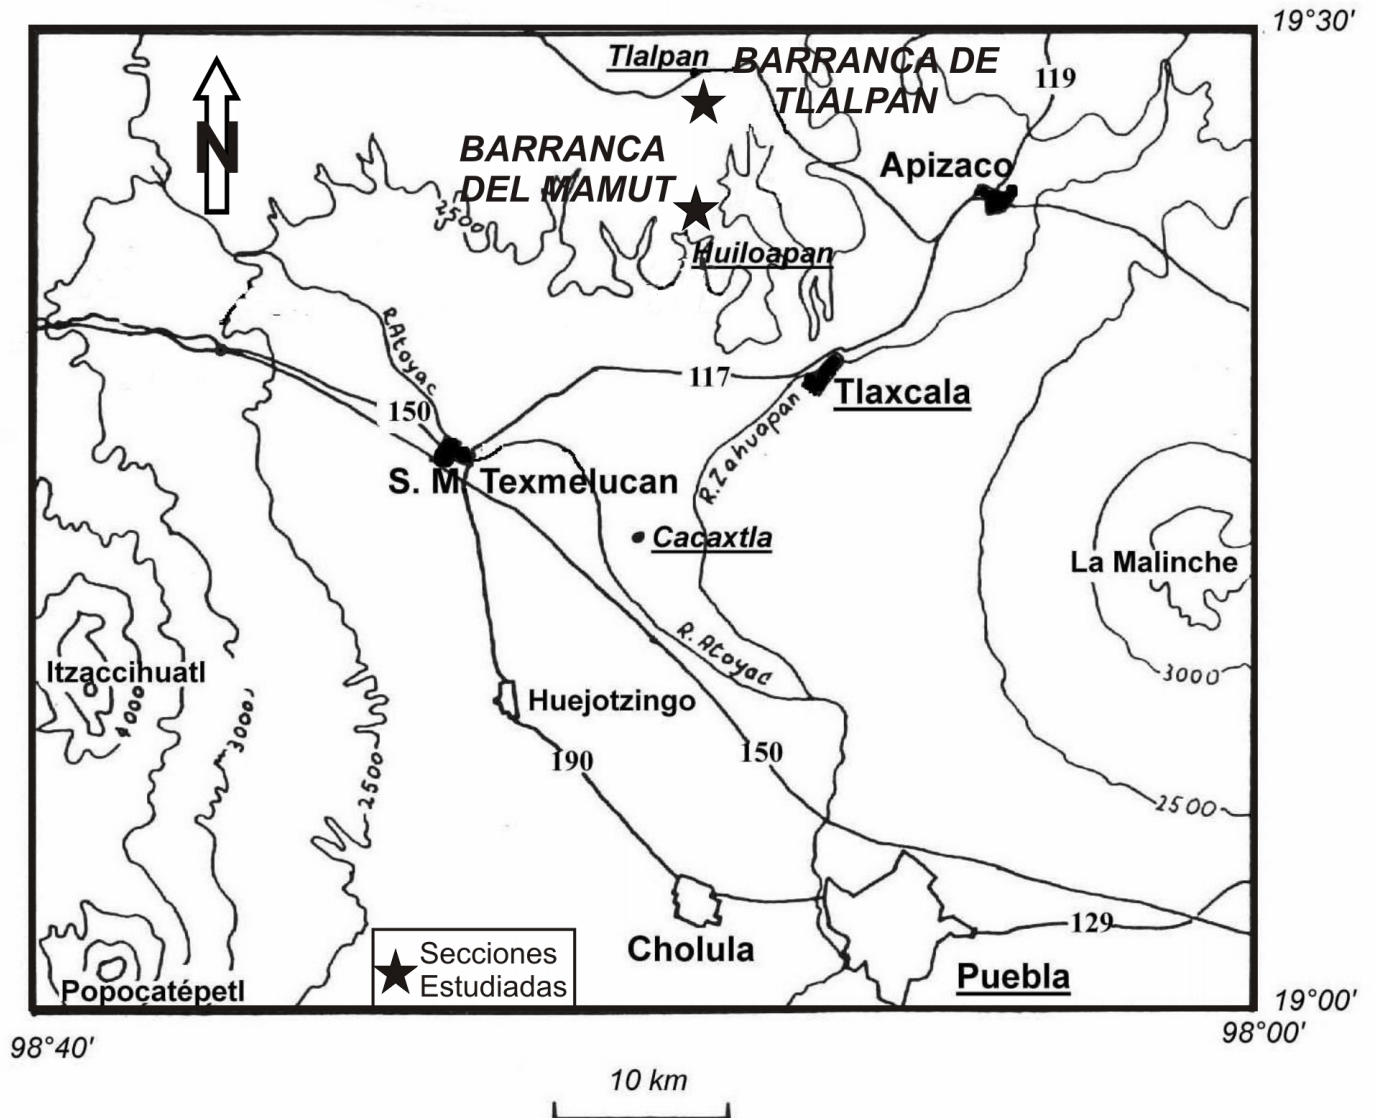 19°30'
Tlalpan
BARRANCA DE
TLALPAN
119
N
BARRANCA
DEL MAMUT
Apizaco
2500
Huiloapan
R.Atoyac
117
150
Tlaxcala
R.Zahuapan
S. M. Texmelucan
Cacaxtla
La Malinche
R. Atoyac
Itzaccihuatl
4000
3000
3000
Huejotzingo
190
150
2500
2500
129
Cholula
Secciones
Estudiadas
Puebla
Popocatépetl
19°00'
98°40'
98°00'
10 km